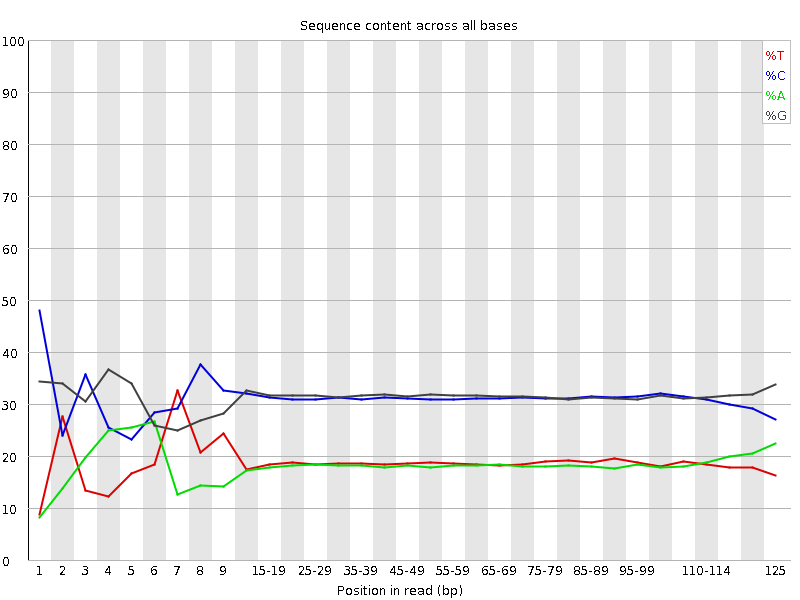 Sequence content across all bases
100
90
80
70
60
50
40
30
20
10
0
%T
%C
%A
%G
1 2 3 4 5 6 7 8 9 15-19 25-29 35-39 45-49 55-59 65-69 75-79 85-89 95-99 110-114 125
Position in read (bp)